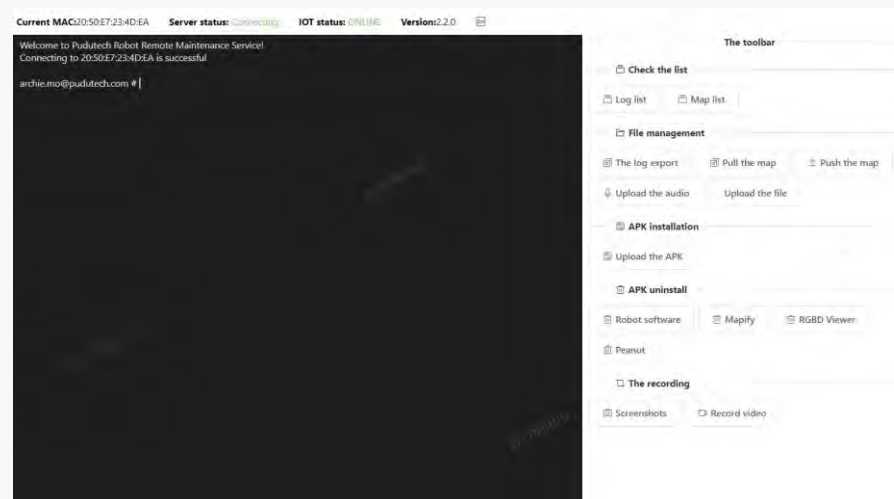 Current MAC:20:50:E7:23:4D:EA Server status: Connecting IOT status: ONLINE Version:2.2.0
Welcome to Pudutech Robot Remote Maintenance Service!
Connecting to 20:50:E7:23:4D:EA is successful
archie.mo@pudutech.com #
The toolbar
Check the list
Log list Map list
File management
The log export Pull the map Push the map
Upload the audio Upload the file
APK installation
Upload the APK
APK uninstall
Robot software Mapify RGBD Viewer
Peanut
The recording
Screenshots Record video